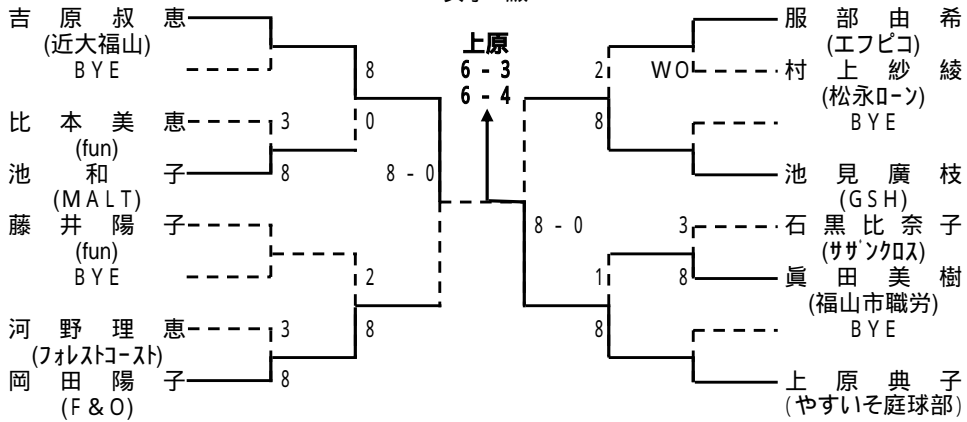 吉原叔恵
(近大福山)
BYE
比本美恵
(fun)
池和子
(MALT)
藤井陽子
(fun)
BYE
河野理恵
(フォレストコースト)
岡田陽子
(F&O)
8
0
3
8
8-0
2
8
3
8
上原
6-3
6-4
8-0
2
8
WO
3
8
1
8
服部由希
(エフピコ)
村上紗綾
(松永ローン)
BYE
池見廣枝
(GSH)
石黒比奈子
(サザンクロス)
眞田美樹
(福山市職労)
BYE
上原典子
(やすいそ庭球部)